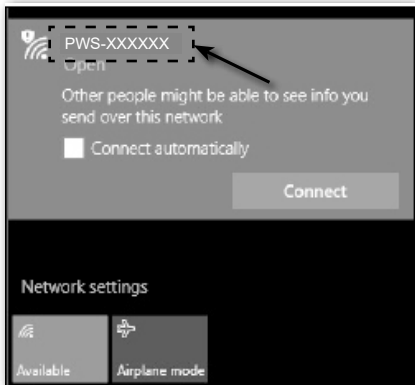 PWS-XXXXXX
Open
Other people might be able to see info you
send over this network
Connect automatically
Connect
Network settings
Available
Airplane mode